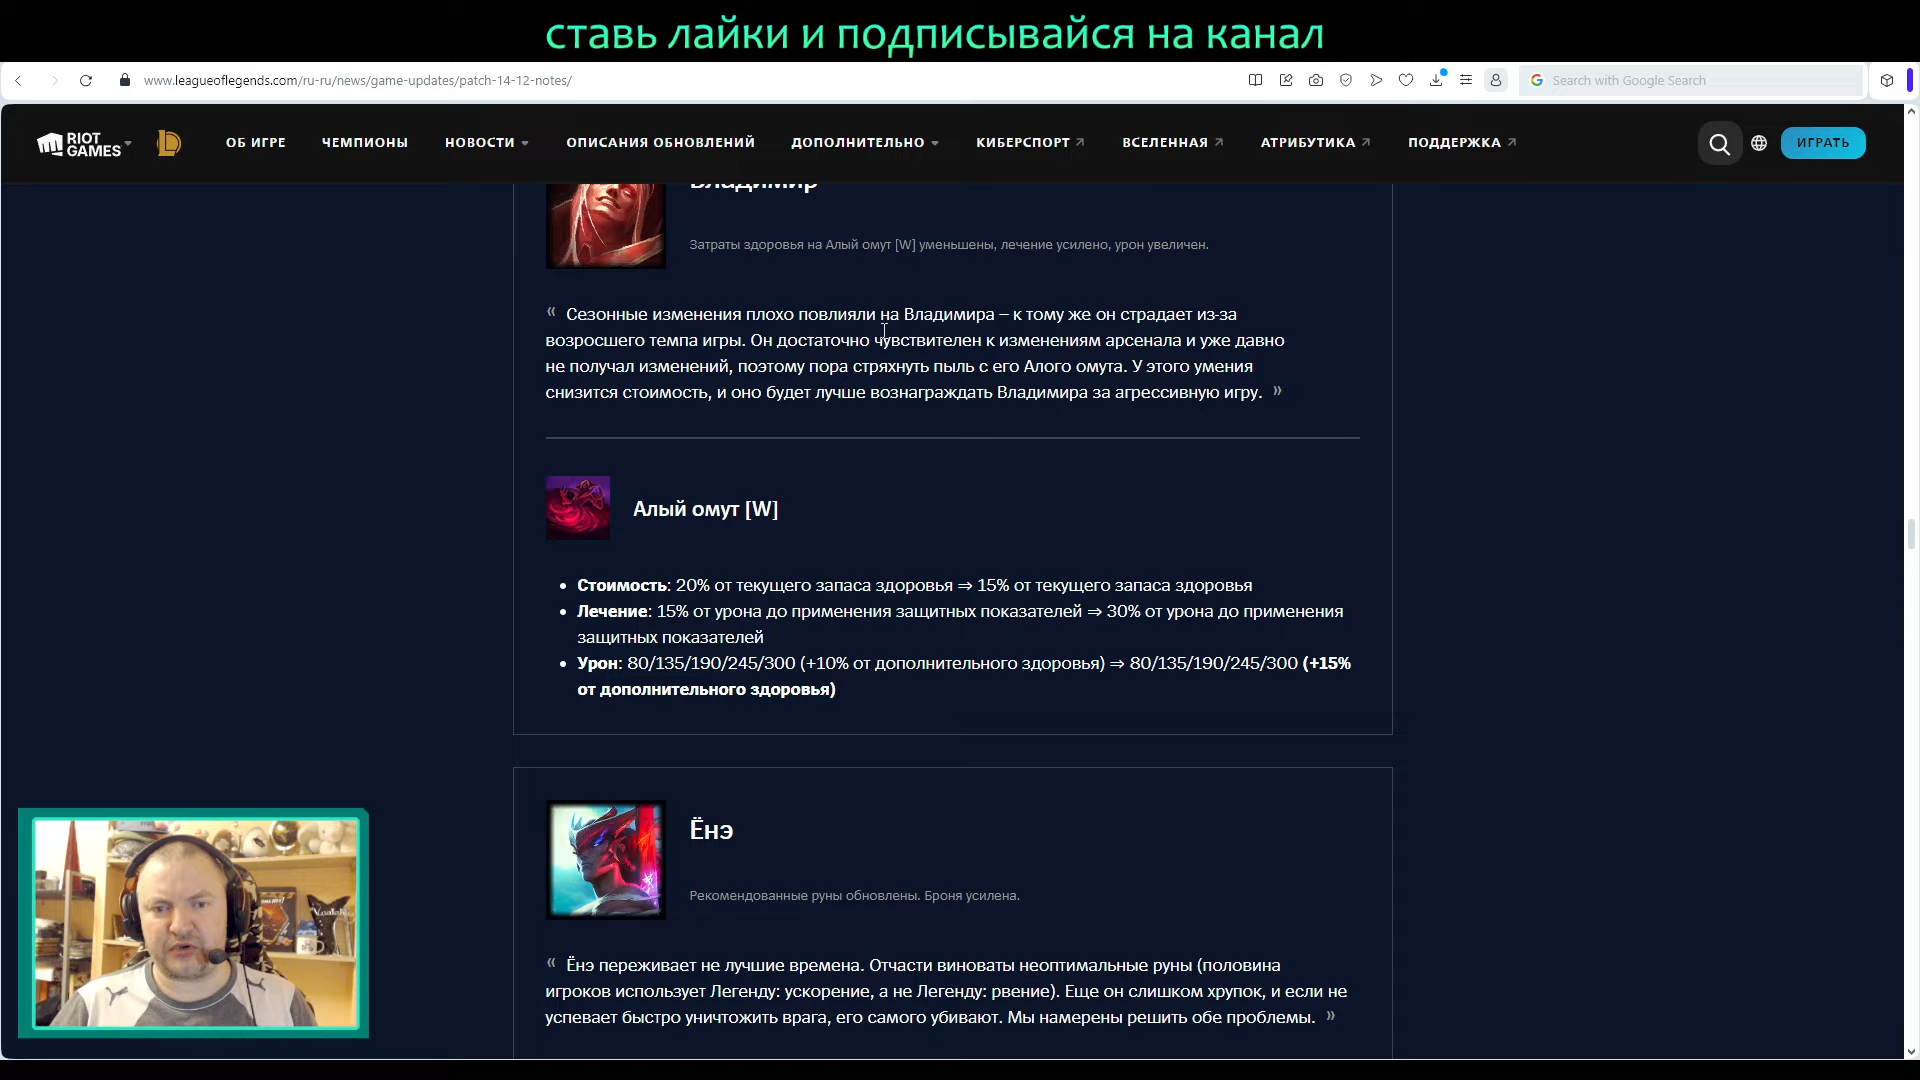 ставь лайки и подписывайся на канал
www.leagueoflegends.com/ru-ru/news/game-updates/patch-14-12-notes/
Search with Google Search
RIOT GAMES
ОБ ИГРЕ
ЧЕМПИОНЫ
НОВОСТИ
ОПИСАНИЯ ОБНОВЛЕНИЙ
ДОПОЛНИТЕЛЬНО
КИБЕРСПОРТ
ВСЕЛЕННАЯ
АТРИБУТИКА
ПОДДЕРЖКА
ИГРАТЬ
Владимир
Затраты здоровья на Алый омут [W] уменьшены, лечение усилено, урон увеличен.
« Сезонные изменения плохо повлияли на Владимира – к тому же он страдает из-за
возросшего темпа игры. Он достаточно чувствителен к изменениям арсенала и уже давно
не получал изменений, поэтому пора стряхнуть пыль с его Алого омута. У этого умения
снизится стоимость, и оно будет лучше вознаграждать Владимира за агрессивную игру. »
Алый омут [W]
• Стоимость: 20% от текущего запаса здоровья ⇒ 15% от текущего запаса здоровья
• Лечение: 15% от урона до применения защитных показателей ⇒ 30% от урона до применения
защитных показателей
• Урон: 80/135/190/245/300 (+10% от дополнительного здоровья) ⇒ 80/135/190/245/300 (+15%
от дополнительного здоровья)
Ёнэ
Рекомендованные руны обновлены. Броня усилена.
« Ёнэ переживает не лучшие времена. Отчасти виноваты неоптимальные руны (половина
игроков использует Легенду: ускорение, а не Легенду: рвение). Еще он слишком хрупок, и если не
успевает быстро уничтожить врага, его самого убивают. Мы намерены решить обе проблемы. »